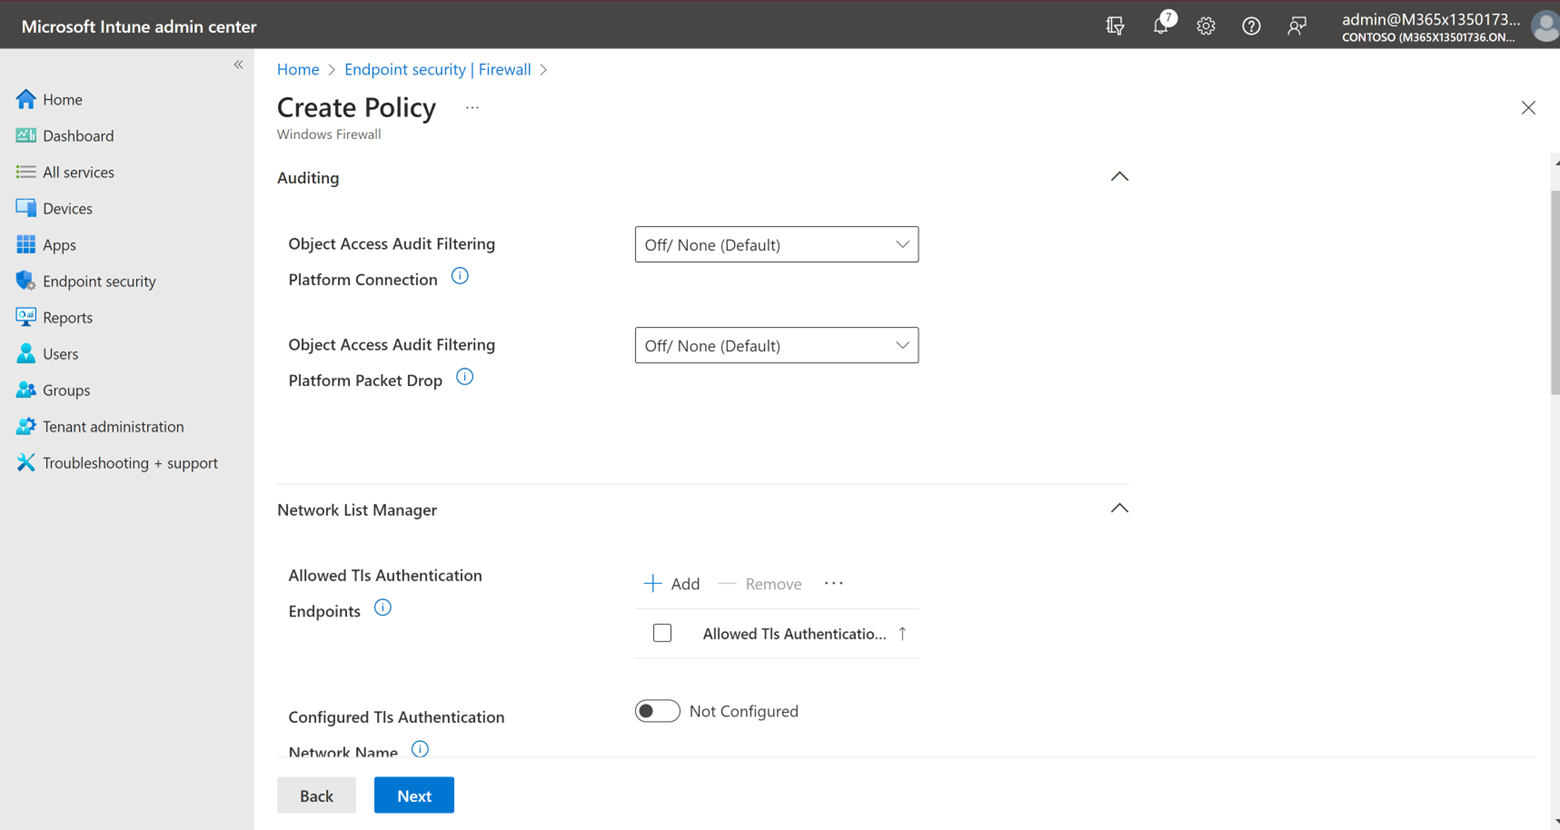 Microsoft Intune admin center
7
admin@M365x1350173...
CONTOSO (M365X13501736.ON...
Home
Dashboard
All services
Devices
Apps
Endpoint security
Reports
Users
Groups
Tenant administration
Troubleshooting + support
Home > Endpoint security | Firewall >
Create Policy ...
Windows Firewall
Auditing
Object Access Audit Filtering
Platform Connection
Off/ None (Default)
Object Access Audit Filtering
Platform Packet Drop
Off/ None (Default)
Network List Manager
Allowed Tls Authentication
Endpoints
Add
Remove
...
Allowed Tls Authenticatio... ↑
Configured Tls Authentication
Network Name
Not Configured
Back
Next